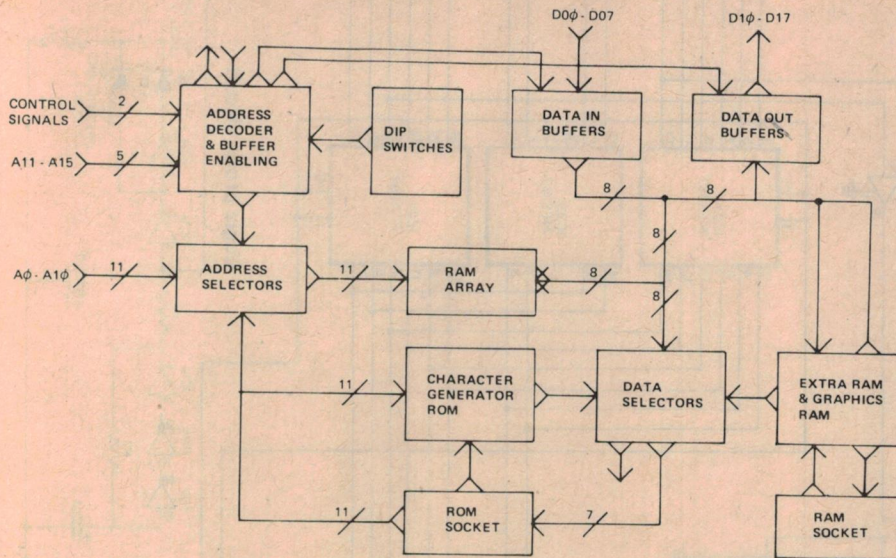 D0φ - D07
D1φ - D17
CONTROL
SIGNALS
2
ADDRESS
DECODER
& BUFFER
ENABLING
DIP
SWITCHES
DATA IN
BUFFERS
DATA OUT
BUFFERS
A11 - A15
5
8
8
8
Aφ - A1φ
11
ADDRESS
SELECTORS
11
RAM
ARRAY
8
8
11
CHARACTER
GENERATOR
ROM
DATA
SELECTORS
EXTRA RAM
& GRAPHICS
RAM
11
ROM
SOCKET
7
RAM
SOCKET